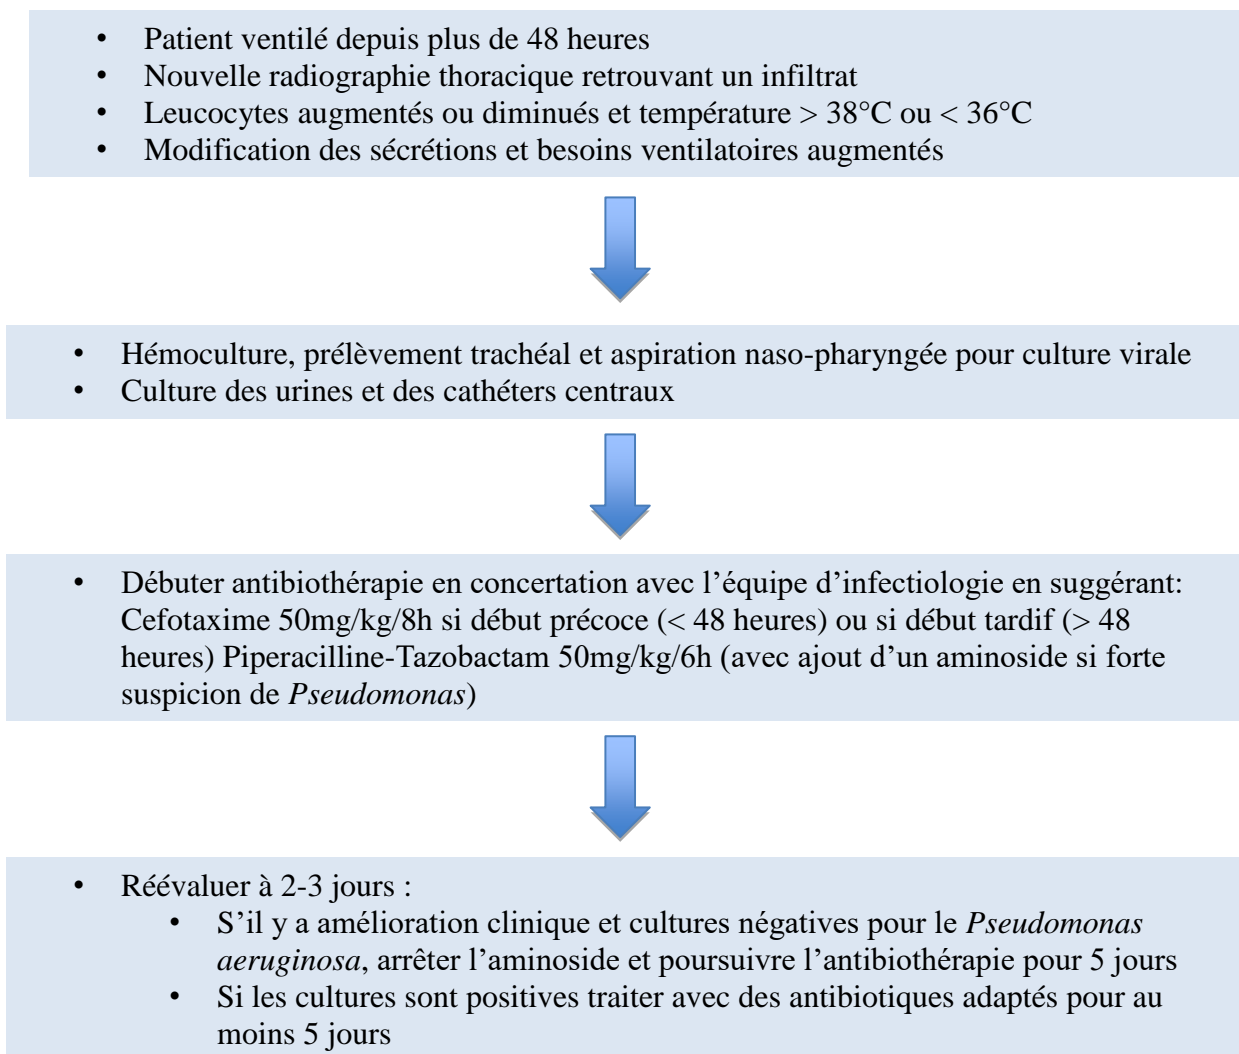 • Patient ventilé depuis plus de 48 heures
• Nouvelle radiographie thoracique retrouvant un infiltrat
• Leucocytes augmentés ou diminués et température > 38°C ou < 36°C
• Modification des sécrétions et besoins ventilatoires augmentés
• Hémoculture, prélèvement trachéal et aspiration naso-pharyngée pour culture virale
• Culture des urines et des cathéters centraux
• Débuter antibiothérapie en concertation avec l’équipe d’infectiologie en suggérant:
Cefotaxime 50mg/kg/8h si début précoce (< 48 heures) ou si début tardif (> 48
heures) Piperacilline-Tazobactam 50mg/kg/6h (avec ajout d’un aminoside si forte
suspicion de Pseudomonas)
• Réévaluer à 2-3 jours :
• S’il y a amélioration clinique et cultures négatives pour le Pseudomonas
aeruginosa, arrêter l’aminoside et poursuivre l’antibiothérapie pour 5 jours
• Si les cultures sont positives traiter avec des antibiotiques adaptés pour au
moins 5 jours